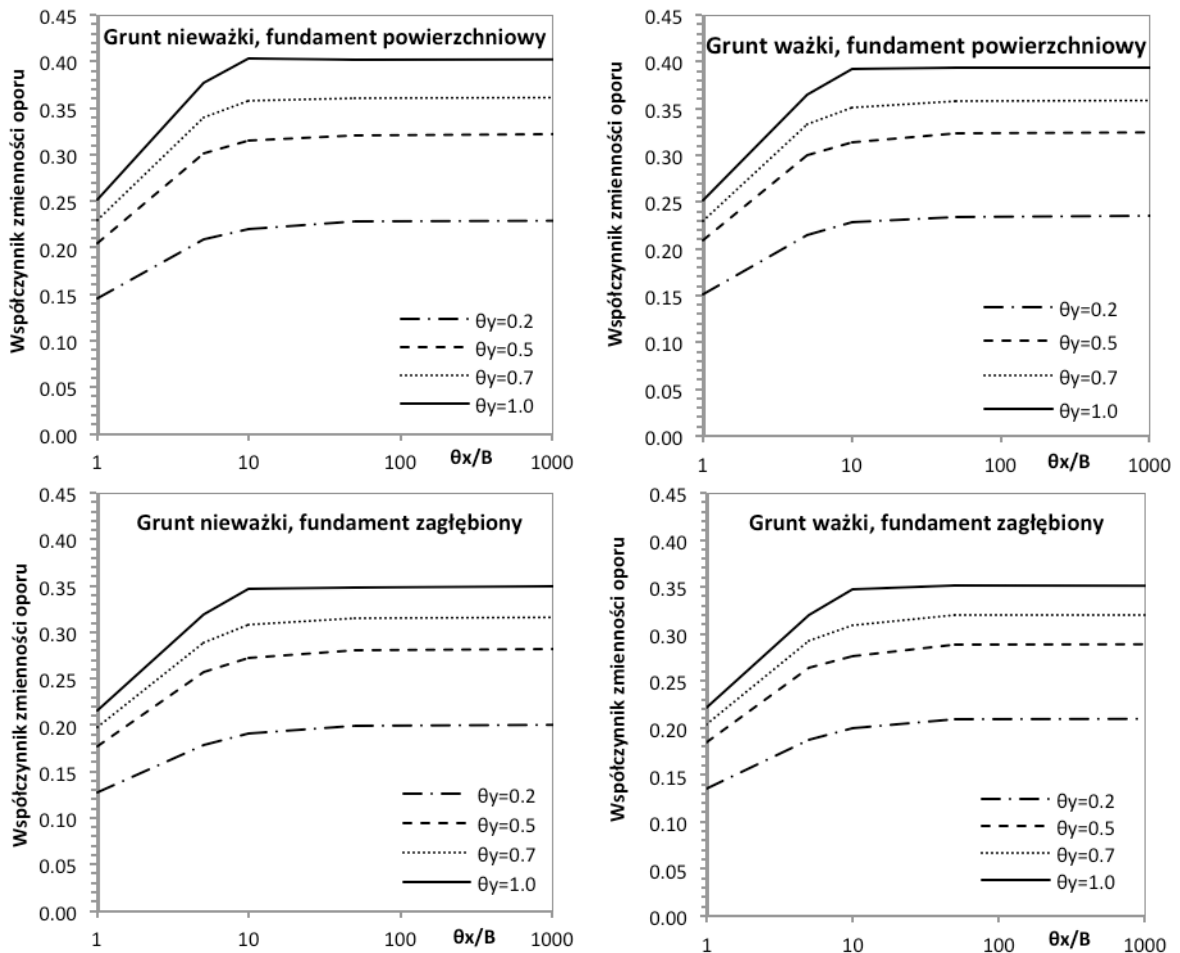 Grunt nieważki, fundament powierzchniowy
Współczynnik zmienności oporu
0.45
0.40
0.35
0.30
0.25
0.20
0.15
0.10
0.05
0.00
θy=0.2
θy=0.5
θy=0.7
θy=1.0
1
10
100
θx/B
1000
Grunt ważki, fundament powierzchniowy
Współczynnik zmienności oporu
0.45
0.40
0.35
0.30
0.25
0.20
0.15
0.10
0.05
0.00
θy=0.2
θy=0.5
θy=0.7
θy=1.0
1
10
100
θx/B
1000
Grunt nieważki, fundament zagłębiony
Współczynnik zmienności oporu
0.45
0.40
0.35
0.30
0.25
0.20
0.15
0.10
0.05
0.00
θy=0.2
θy=0.5
θy=0.7
θy=1.0
1
10
100
θx/B
1000
Grunt ważki, fundament zagłębiony
Współczynnik zmienności oporu
0.45
0.40
0.35
0.30
0.25
0.20
0.15
0.10
0.05
0.00
θy=0.2
θy=0.5
θy=0.7
θy=1.0
1
10
100
θx/B
1000